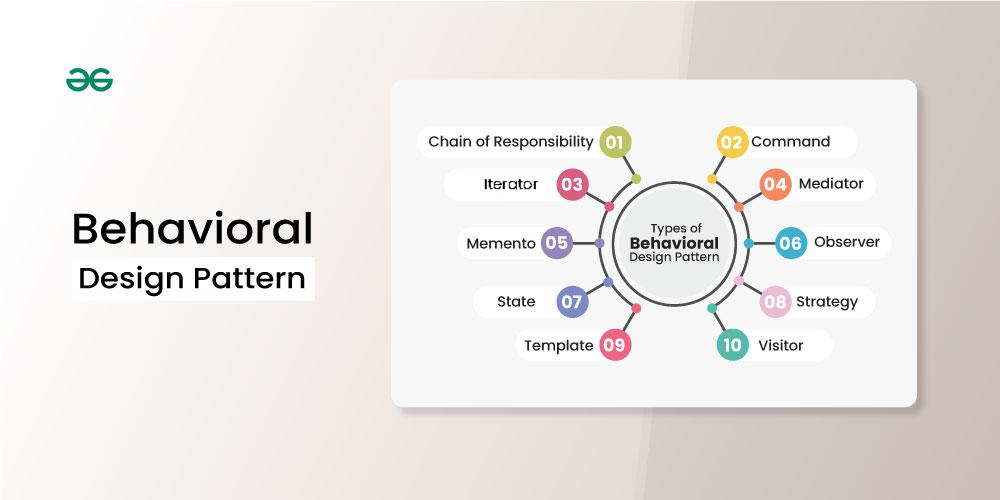 Behavioral
Design Pattern
Types of
Behavioral
Design Pattern
Chain of Responsibility 01
02 Command
Iterator 03
04 Mediator
Memento 05
06 Observer
State 07
08 Strategy
Template 09
10 Visitor